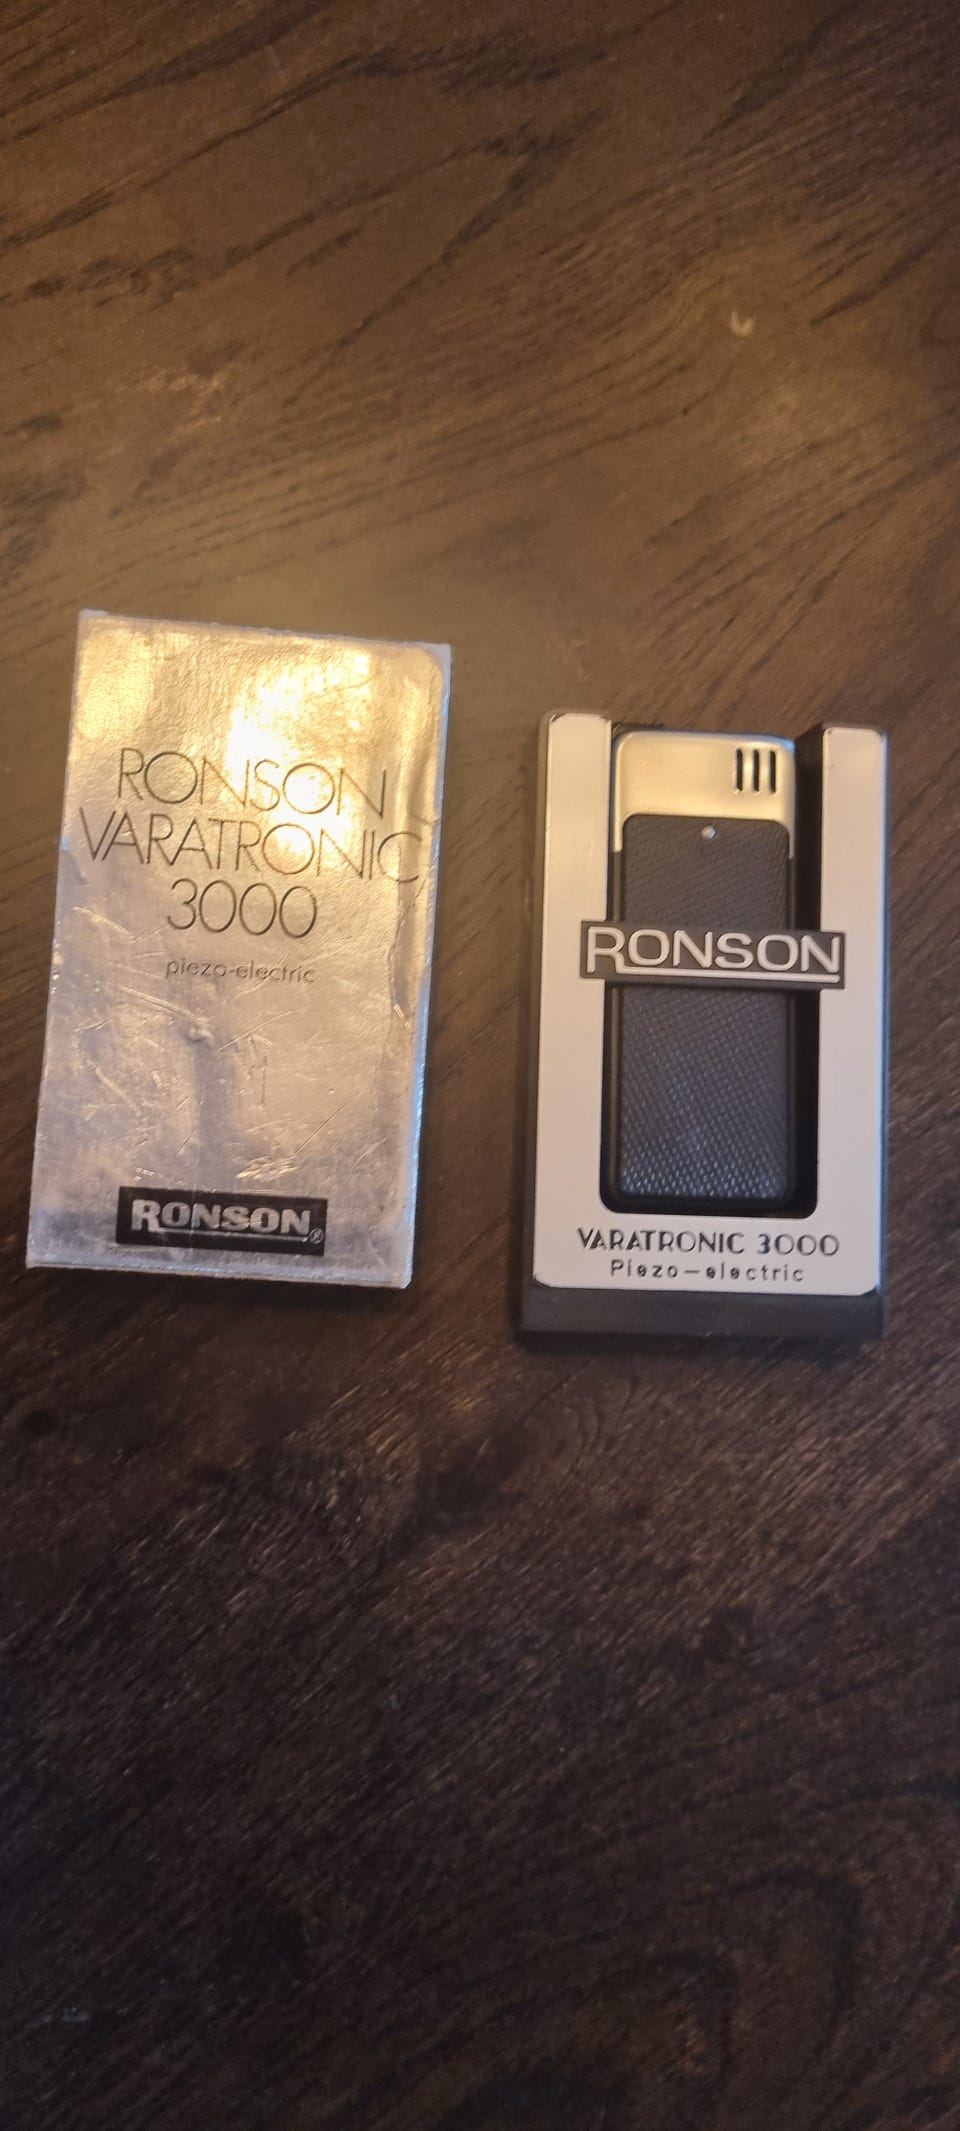 RONSON
VARATRONIC
3000
piezo-electric
RONSON®
RONSON
VARATRONIC 3000
Piezo-electric